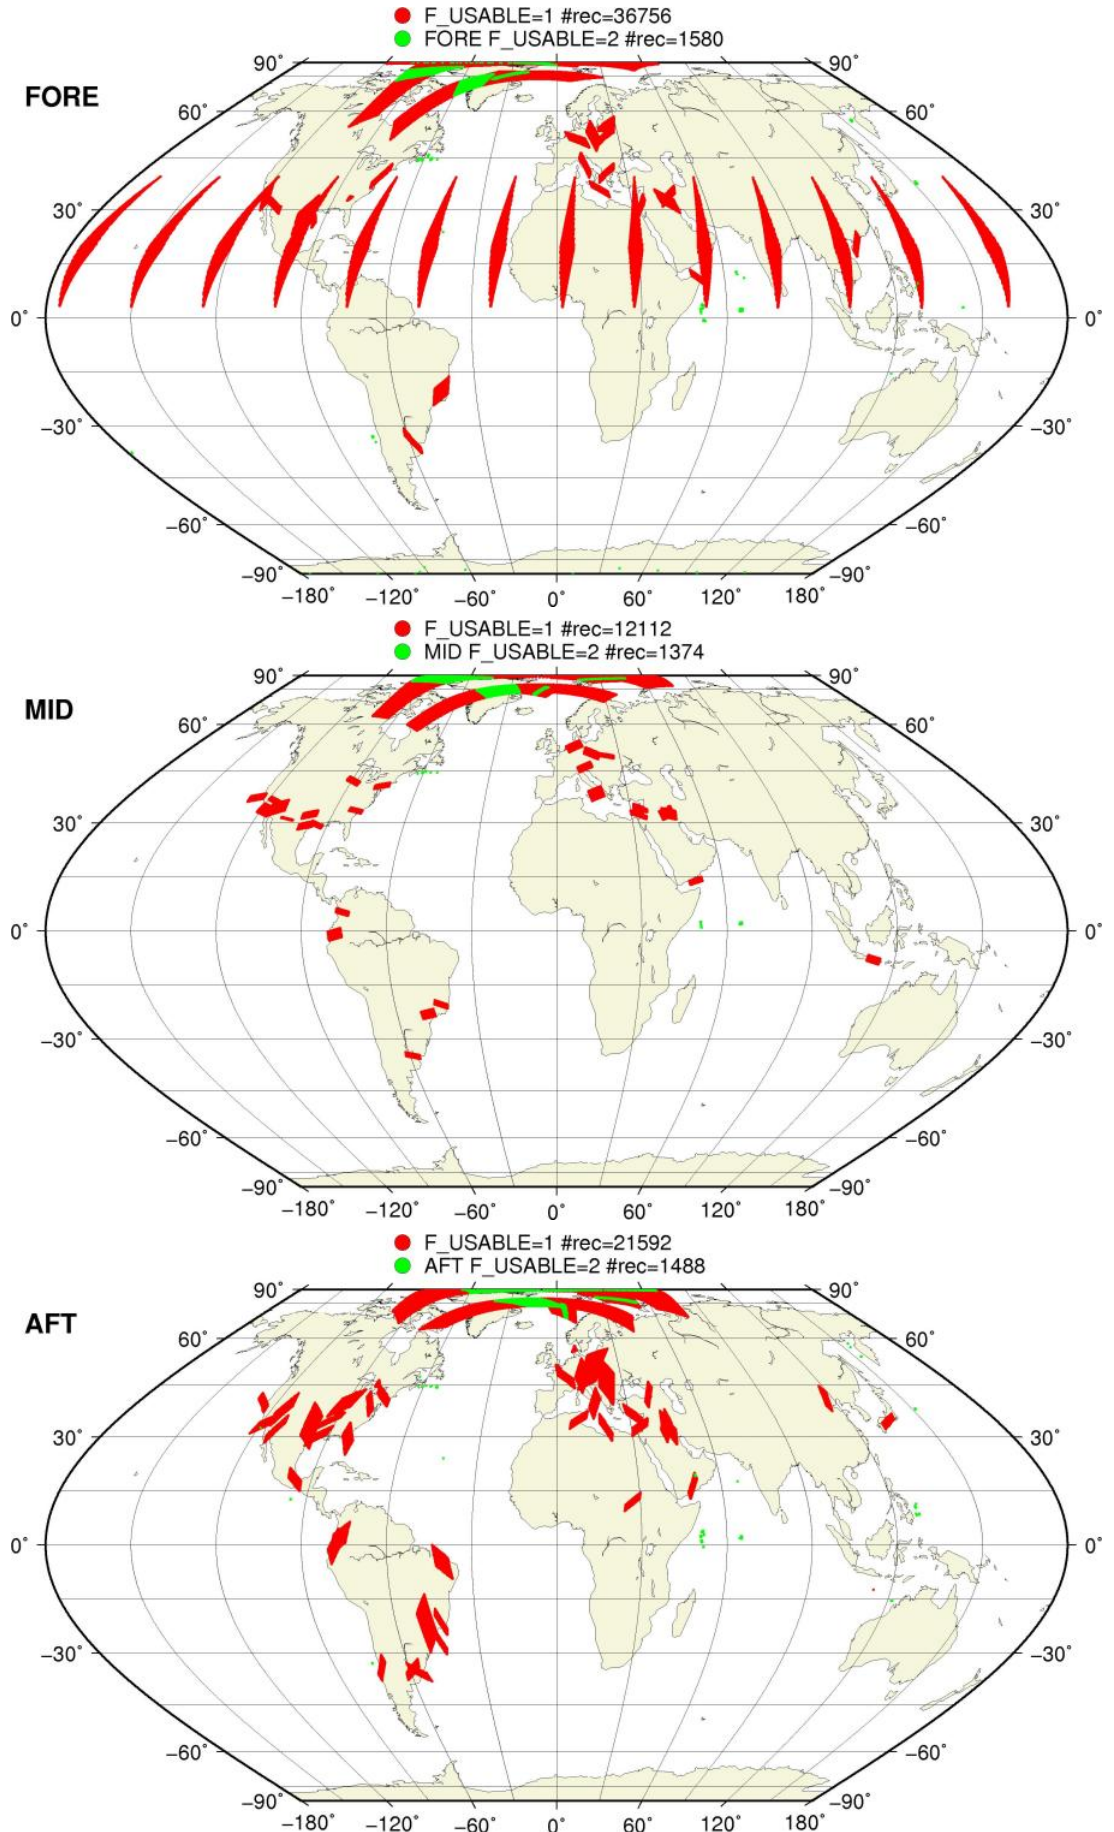 F_USABLE=1 #rec=36756
FORE F_USABLE=2 #rec=1580
FORE
90° 90°
60° 60°
30° 30°
0° 0°
−30° −30°
−60° −60°
−90° −90°
−180° −120° −60° 0° 60° 120° 180°
F_USABLE=1 #rec=12112
MID F_USABLE=2 #rec=1374
MID
90° 90°
60° 60°
30° 30°
0° 0°
−30° −30°
−60° −60°
−90° −90°
−180° −120° −60° 0° 60° 120° 180°
F_USABLE=1 #rec=21592
AFT F_USABLE=2 #rec=1488
AFT
90° 90°
60° 60°
30° 30°
0° 0°
−30° −30°
−60° −60°
−90° −90°
−180° −120° −60° 0° 60° 120° 180°